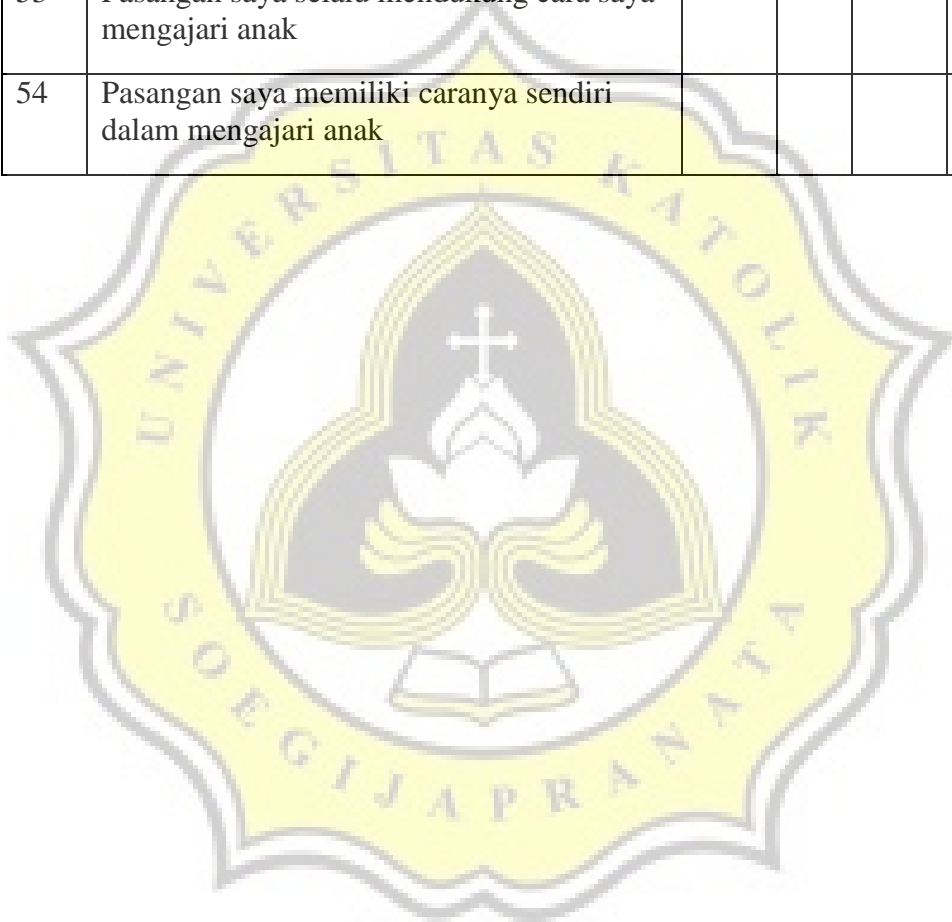 Pasangan saya selalu mendukung cara saya
mengajari anak
54 Pasangan saya memiliki caranya sendiri
dalam mengajari anak
UNIVERSITAS KATOLIK
SOEGIJAPRANATA